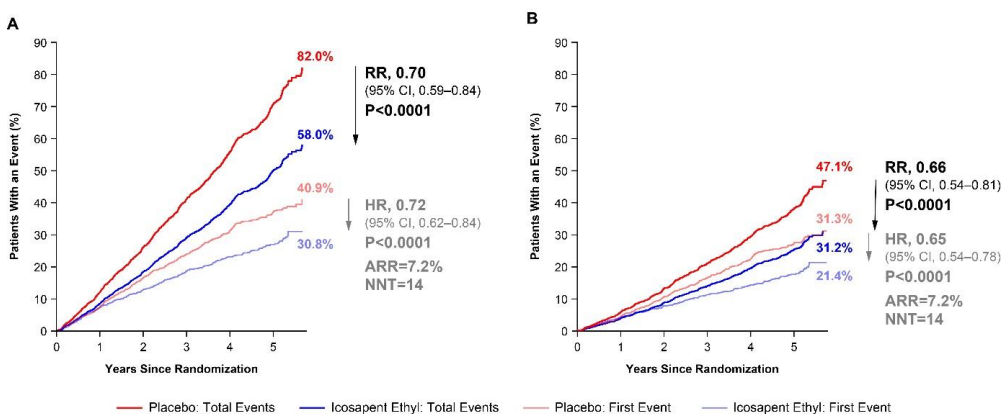 A
Patients With an Event (%)
90
80
70
60
50
40
30
20
10
0
0 1 2 3 4 5
Years Since Randomization
82.0%
58.0%
40.9%
30.8%
RR, 0.70
(95% CI, 0.59–0.84)
P<0.0001
HR, 0.72
(95% CI, 0.62–0.84)
P<0.0001
ARR=7.2%
NNT=14
B
Patients With an Event (%)
90
80
70
60
50
40
30
20
10
0
0 1 2 3 4 5
Years Since Randomization
47.1%
31.3%
31.2%
21.4%
RR, 0.66
(95% CI, 0.54–0.81)
P<0.0001
HR, 0.65
(95% CI, 0.54–0.78)
P<0.0001
ARR=7.2%
NNT=14
Placebo: Total Events Icosapent Ethyl: Total Events Placebo: First Event Icosapent Ethyl: First Event